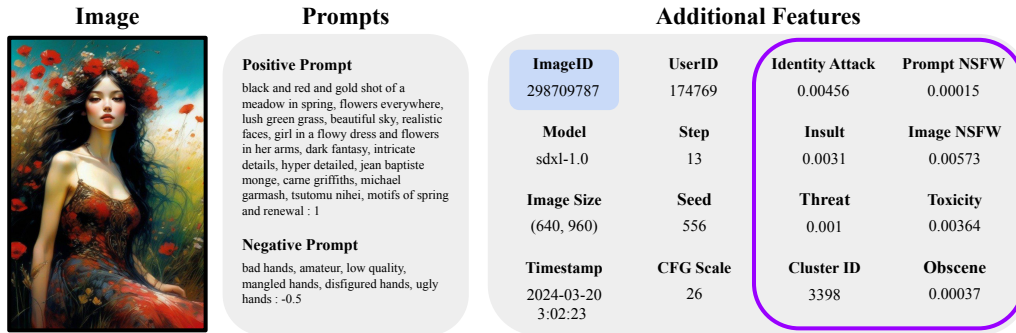 Image
Prompts
Additional Features
Positive Prompt
black and red and gold shot of a
meadow in spring, flowers everywhere,
lush green grass, beautiful sky, realistic
faces, girl in a flowy dress and flowers
in her arms, dark fantasy, intricate
details, hyper detailed, jean baptiste
monge, carne griffiths, michael
garmash, tsutomu nihei, motifs of spring
and renewal : 1
Negative Prompt
bad hands, amateur, low quality,
mangled hands, disfigured hands, ugly
hands : -0.5
ImageID UserID Identity Attack Prompt NSFW
298709787 174769 0.00456 0.00015
Model Step Insult Image NSFW
sdxl-1.0 13 0.0031 0.00573
Image Size Seed Threat Toxicity
(640, 960) 556 0.001 0.00364
Timestamp CFG Scale Cluster ID Obscene
2024-03-20 26 3398 0.00037
3:02:23